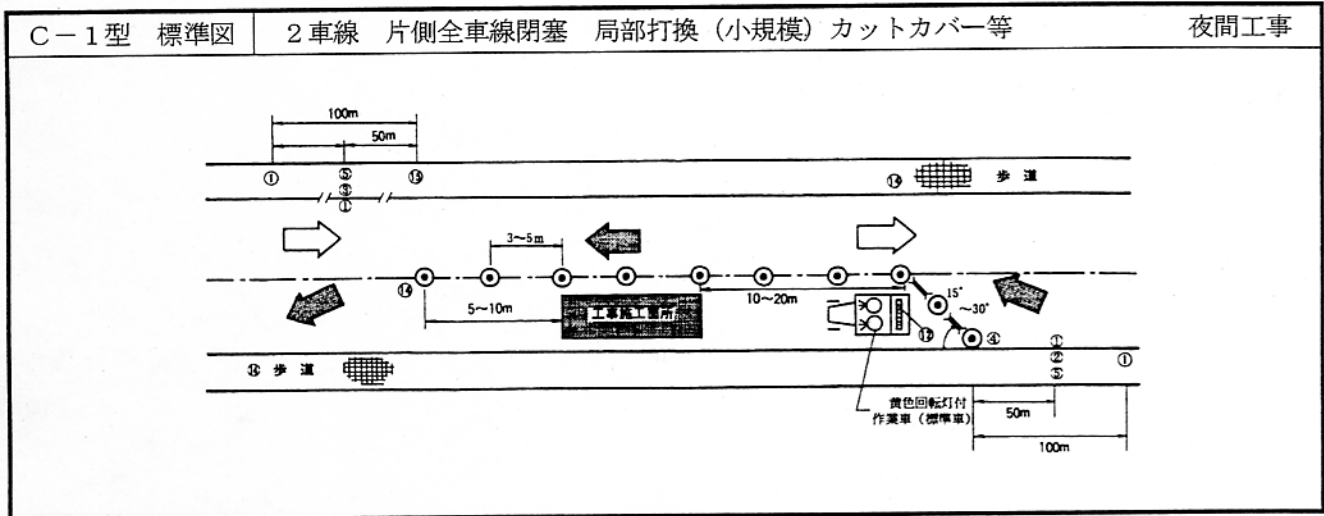 C－1型　標準図　2車線　片側全車線閉塞　局部打換（小規模）カットカバー等　夜間工事
100m
50m
① ⑤ ⑮ ⑭ 歩道
③
①
3～5m
⑭
5～10m
工事施工箇所
10～20m
15°
～30°
⑫
④
①
②
⑤
①
⑭ 歩道
黄色回転灯付
作業車（標準車）
50m
100m